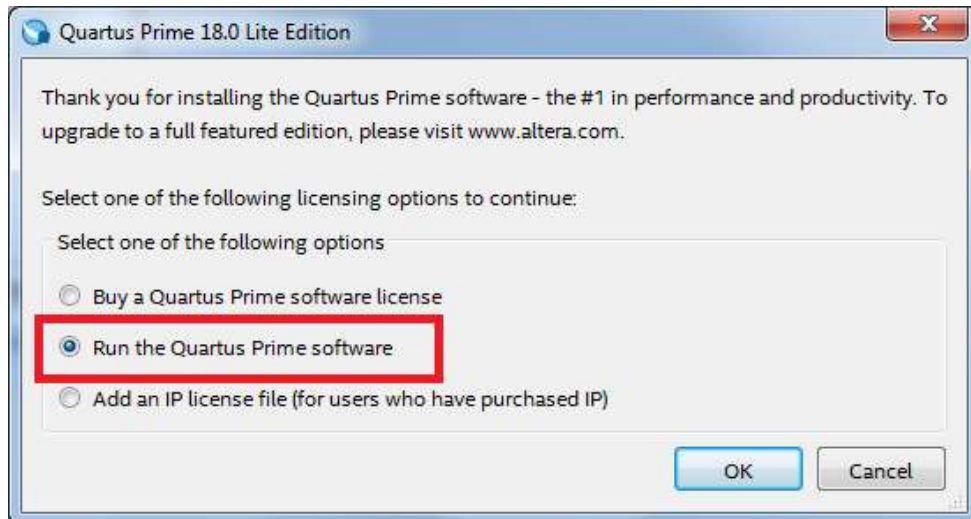 Quartus Prime 18.0 Lite Edition
Thank you for installing the Quartus Prime software - the #1 in performance and productivity. To
upgrade to a full featured edition, please visit www.altera.com.
Select one of the following licensing options to continue:
Select one of the following options
Buy a Quartus Prime software license
Run the Quartus Prime software
Add an IP license file (for users who have purchased IP)
OK Cancel